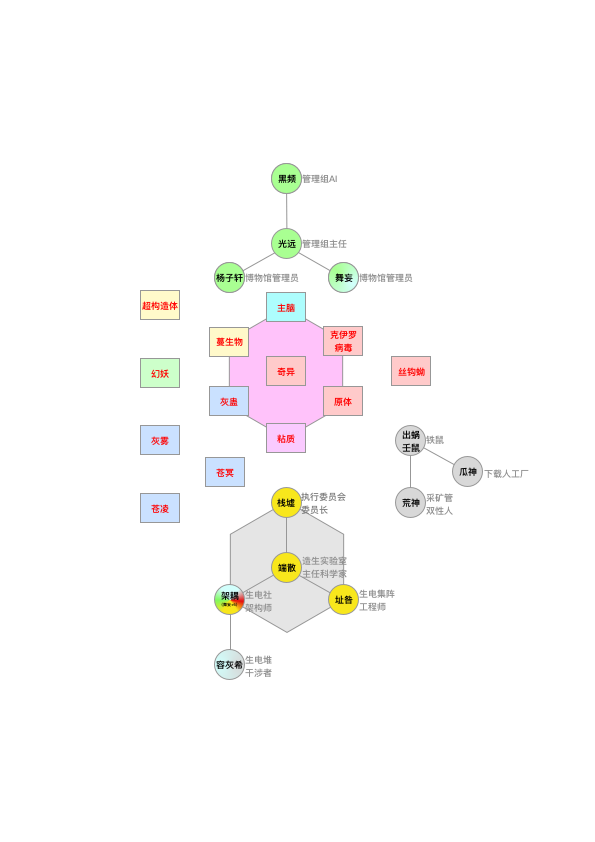 黑频
管理组AI
光远
管理组主任
杨子轩
博物馆管理员
舞妄
博物馆管理员
超构造体
主脑
蔓生物
克伊罗
病毒
幻妖
奇异
丝钩蝴
灰蛊
原体
灰雾
粘质
出蜗
壬鼠
铁鼠
瓜神
下载人工厂
苍冥
荒神
采矿管
双性人
苍凌
栈墟
执行委员会
委员长
端散
造生实验室
主任科学家
架耦
生电社
架构师
址昝
生电集阵
工程师
容灰希
生电堆
干涉者